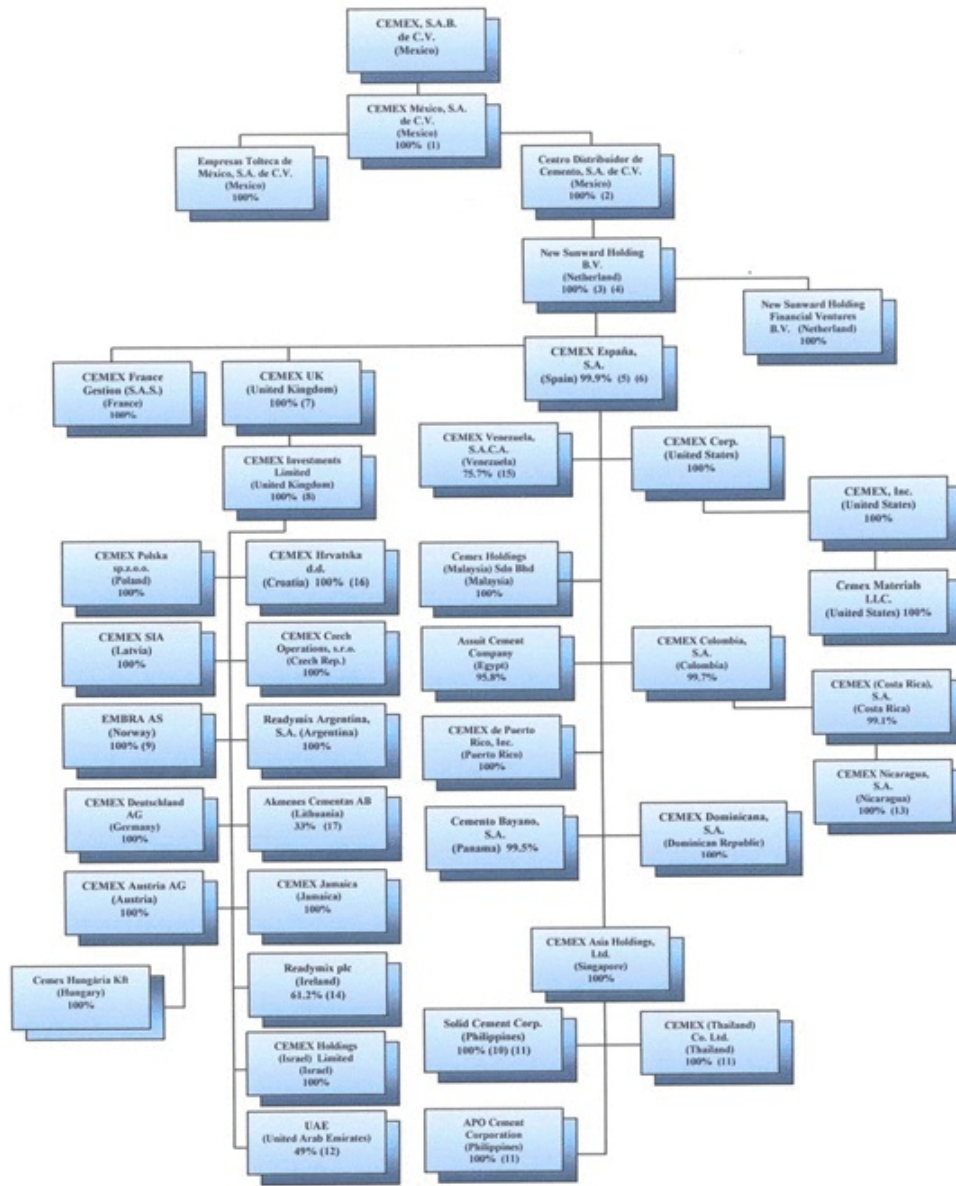 CEMEX, S.A.B.
de C.V.
(Mexico)
CEMEX México, S.A.
de C.V.
(Mexico)
100% (1)
Empresas Tolteca de
México, S.A. de C.V.
(Mexico)
100%
Centro Distribuidor de
Cemento, S.A. de C.V.
(Mexico)
100% (2)
New Sunward Holding
B.V.
(Netherland)
100% (3) (4)
New Sunward Holding
Financial Ventures
B.V. (Netherland)
100%
CEMEX España,
S.A.
(Spain) 99.9% (5) (6)
CEMEX France
Gestion (S.A.S.)
(France)
100%
CEMEX UK
(United Kingdom)
100% (7)
CEMEX Investments
Limited
(United Kingdom)
100% (8)
CEMEX Venezuela,
S.A.C.A.
(Venezuela)
75.7% (15)
CEMEX Corp.
(United States)
100%
CEMEX, Inc.
(United States)
100%
Cemex Materials
LLC.
(United States) 100%
CEMEX Polska
sp.z.o.o.
(Poland)
100%
CEMEX Hrvatska
d.d.
(Croatia) 100% (16)
Cemex Holdings
(Malaysia) Sdn Bhd
(Malaysia)
100%
CEMEX SIA
(Latvia)
100%
CEMEX Czech
Operations, s.r.o.
(Czech Rep.)
100%
Assuit Cement
Company
(Egypt)
95.8%
CEMEX Colombia,
S.A.
(Colombia)
99.7%
CEMEX (Costa Rica),
S.A.
(Costa Rica)
99.1%
CEMEX Nicaragua,
S.A.
(Nicaragua)
100% (13)
EMBRA AS
(Norway)
100% (9)
Readymix Argentina,
S.A. (Argentina)
100%
CEMEX de Puerto
Rico, Inc.
(Puerto Rico)
100%
CEMEX Deutschland
AG
(Germany)
100%
Akmenes Cementas AB
(Lithuania)
33% (17)
Cemento Bayano,
S.A.
(Panama) 99.5%
CEMEX Dominicana,
S.A.
(Dominican Republic)
100%
CEMEX Austria AG
(Austria)
100%
CEMEX Jamaica
(Jamaica)
100%
Cemex Hungária Kft
(Hungary)
100%
Readymix plc
(Ireland)
61.2% (14)
CEMEX Asia Holdings,
Ltd.
(Singapore)
100%
CEMEX Holdings
(Israel) Limited
(Israel)
100%
Solid Cement Corp.
(Philippines)
100% (10) (11)
CEMEX (Thailand)
Co. Ltd.
(Thailand)
100% (11)
UAE
(United Arab Emirates)
49% (12)
APO Cement
Corporation
(Philippines)
100% (11)